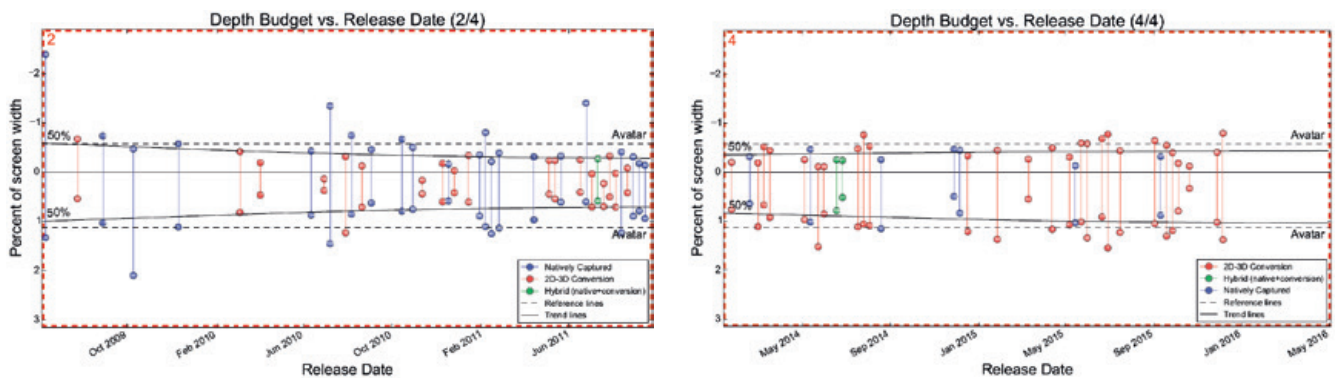 Depth Budget vs. Release Date (2/4)
2
Percent of screen width
−2
−1
0
1
2
3
50%
Avatar
50%
Avatar
Natively Captured
2D-3D Conversion
Hybrid (native+conversion)
Reference lines
Trend lines
Oct 2009
Feb 2010
Jun 2010
Oct 2010
Feb 2011
Jun 2011
Release Date
Depth Budget vs. Release Date (4/4)
4
Percent of screen width
−2
−1
0
1
2
3
50%
Avatar
50%
Avatar
2D-3D Conversion
Hybrid (native+conversion)
Natively Captured
Reference lines
Trend lines
May 2014
Sep 2014
Jan 2015
May 2015
Sep 2015
Jan 2016
May 2016
Release Date